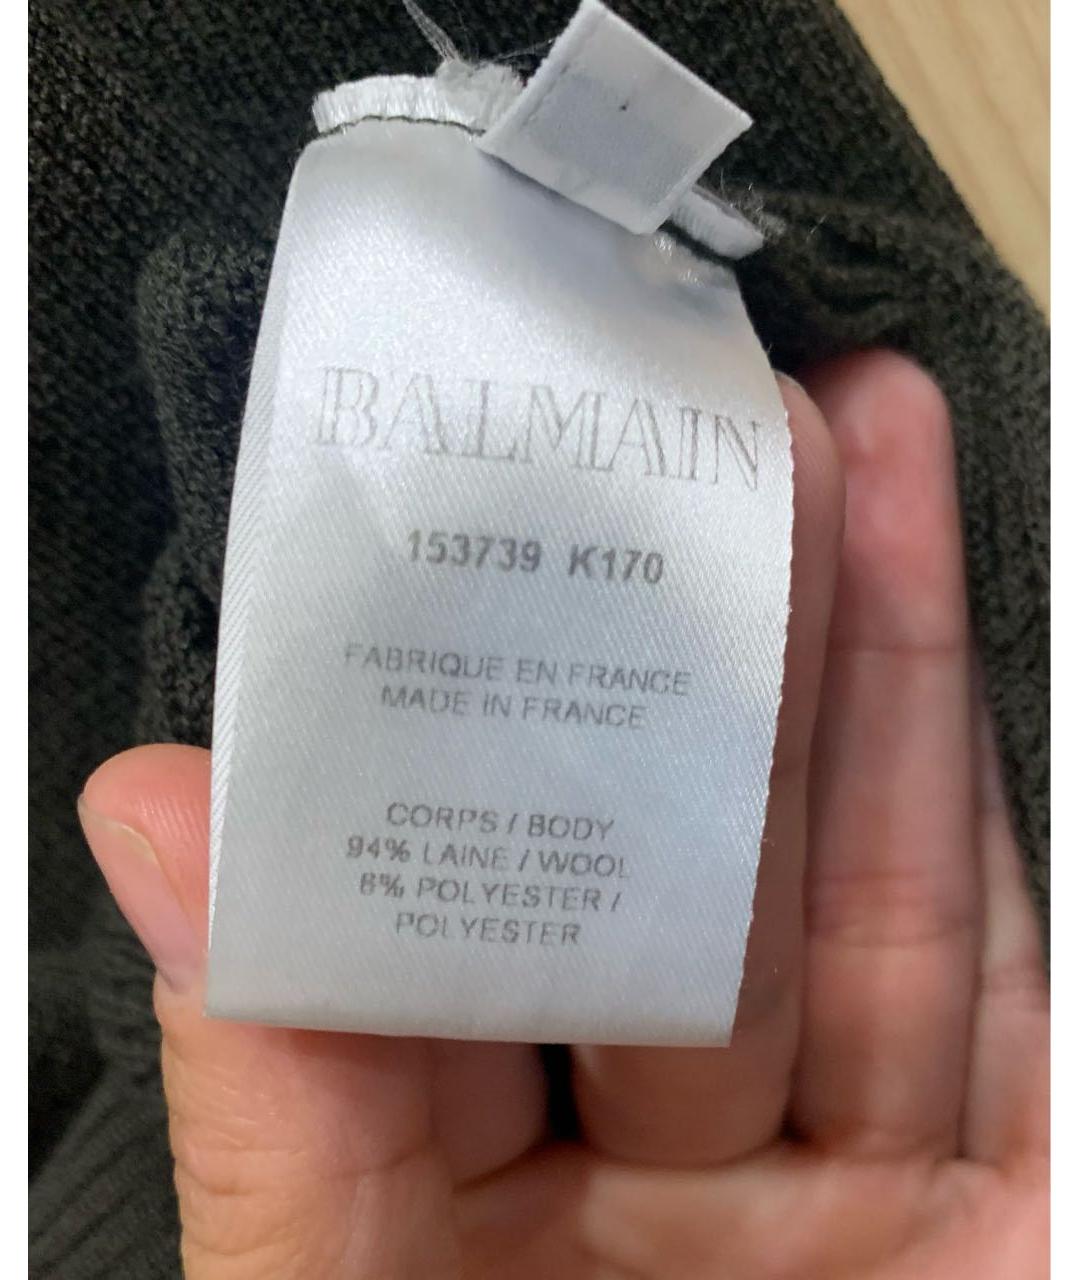 BALMAIN
153739 K170
FABRIQUE EN FRANCE
MADE IN FRANCE
CORPS / BODY
94% LAINE / WOOL
6% POLYESTER /
POLYESTER